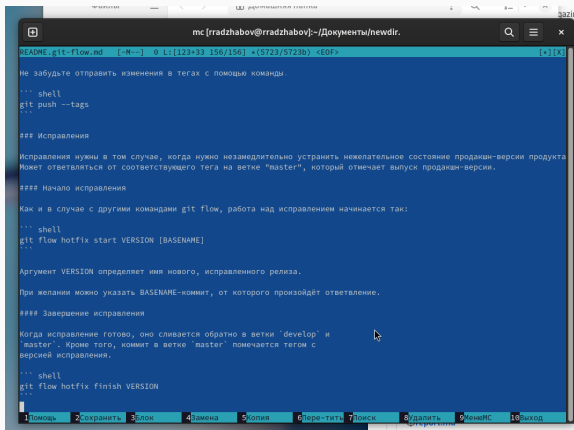 mc [rradzhabov@rradzhabov]:~/Документы/newdir.
README.git-flow.md [-M--] 0 L:[123+33 156/156] *(5723/5723b) <EOF> [*][X]
Не забудьте отправить изменения в тегах с помощью команды
``` shell
git push --tags
```
### Исправления
Исправления нужны в том случае, когда нужно незамедлительно устранить нежелательное состояние продакшн-версии продукта
Может ответвляться от соответствующего тега на ветке "master", который отмечает выпуск продакшн-версии.
#### Начало исправления
Как и в случае с другими командами git flow, работа над исправлением начинается так:
``` shell
git flow hotfix start VERSION [BASENAME]
```
Аргумент VERSION определяет имя нового, исправленного релиза.
При желании можно указать BASENAME-коммит, от которого произойдёт ответвление.
#### Завершение исправления
Когда исправление готово, оно сливается обратно в ветки `develop` и
`master`. Кроме того, коммит в ветке `master` помечается тегом с
версией исправления.
``` shell
git flow hotfix finish VERSION
```
1Помощь 2Сохранить 3Блок 4Замена 5Копия 6Пере~тить 7Поиск 8Удалить 9МенюMC 10Выход